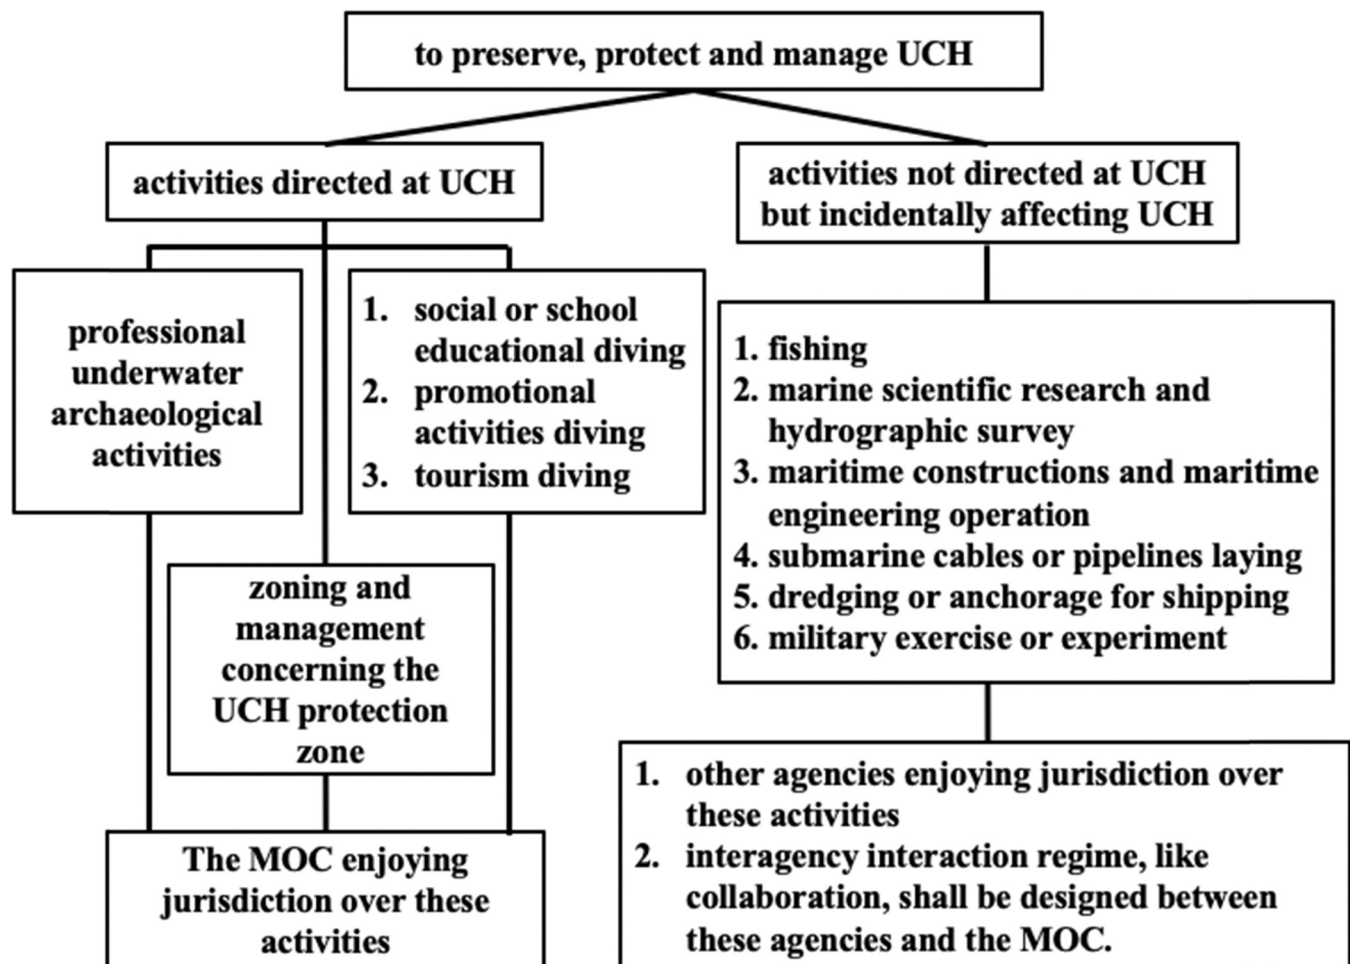 to preserve, protect and manage UCH
activities directed at UCH
activities not directed at UCH
but incidentally affecting UCH
professional
underwater
archaeological
activities
1. social or school
educational diving
2. promotional
activities diving
3. tourism diving
1. fishing
2. marine scientific research and
hydrographic survey
3. maritime constructions and maritime
engineering operation
4. submarine cables or pipelines laying
5. dredging or anchorage for shipping
6. military exercise or experiment
zoning and
management
concerning the
UCH protection
zone
The MOC enjoying
jurisdiction over these
activities
1. other agencies enjoying jurisdiction over
these activities
2. interagency interaction regime, like
collaboration, shall be designed between
these agencies and the MOC.